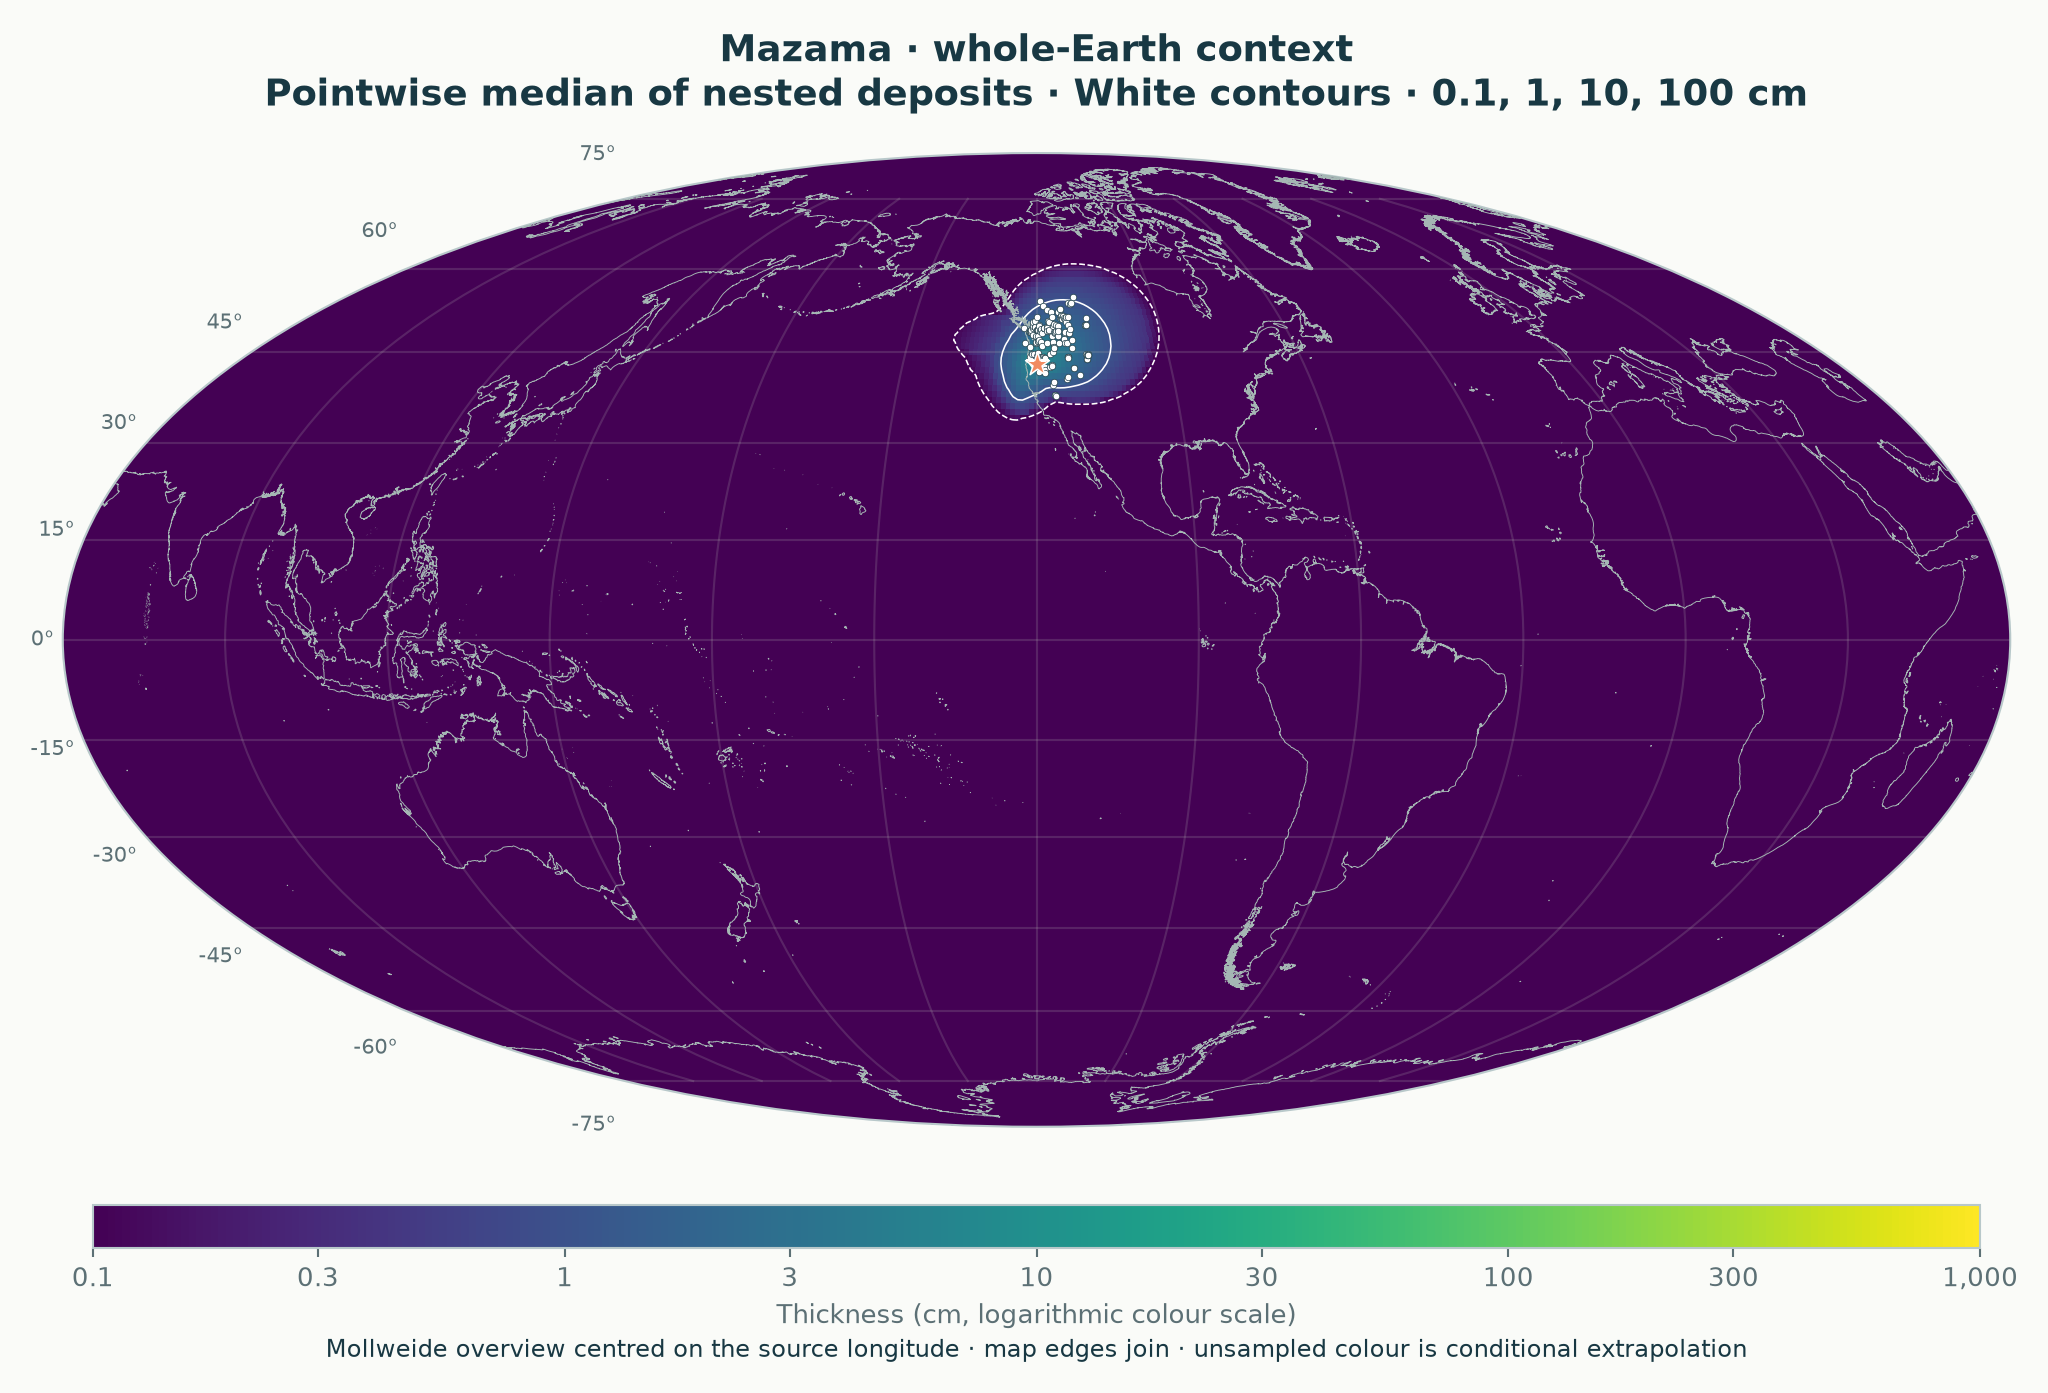 Mazama · whole-Earth context
Pointwise median of nested deposits · White contours · 0.1, 1, 10, 100 cm
75°
60°
45°
30°
15°
0°
-15°
-30°
-45°
-60°
-75°
0.1 0.3 1 3 10 30 100 300 1,000
Thickness (cm, logarithmic colour scale)
Mollweide overview centred on the source longitude · map edges join · unsampled colour is conditional extrapolation